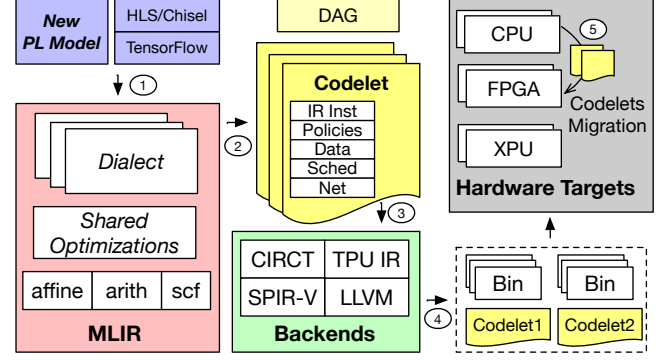 New
PL Model
HLS/Chisel
TensorFlow
1
Dialect
Shared
Optimizations
affine
arith
scf
MLIR
2
DAG
Codelet
IR Inst
Policies
Data
Sched
Net
3
CIRCT
TPU IR
SPIR-V
LLVM
Backends
4
Bin
Bin
Codelet1
Codelet2
CPU
5
FPGA
Codelets
Migration
XPU
Hardware Targets